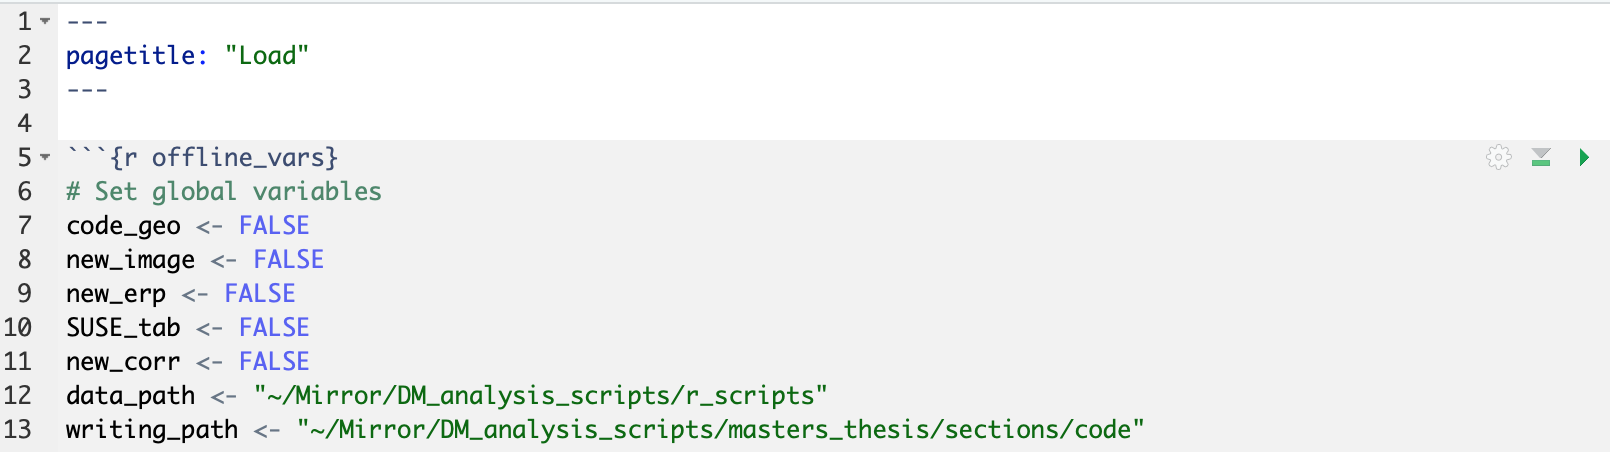 1 ---
2 pagetitle: "Load"
3 ---
4
5 ```{r offline_vars}
6 # Set global variables
7 code_geo <- FALSE
8 new_image <- FALSE
9 new_erp <- FALSE
10 SUSE_tab <- FALSE
11 new_corr <- FALSE
12 data_path <- "~/Mirror/DM_analysis_scripts/r_scripts"
13 writing_path <- "~/Mirror/DM_analysis_scripts/masters_thesis/sections/code"